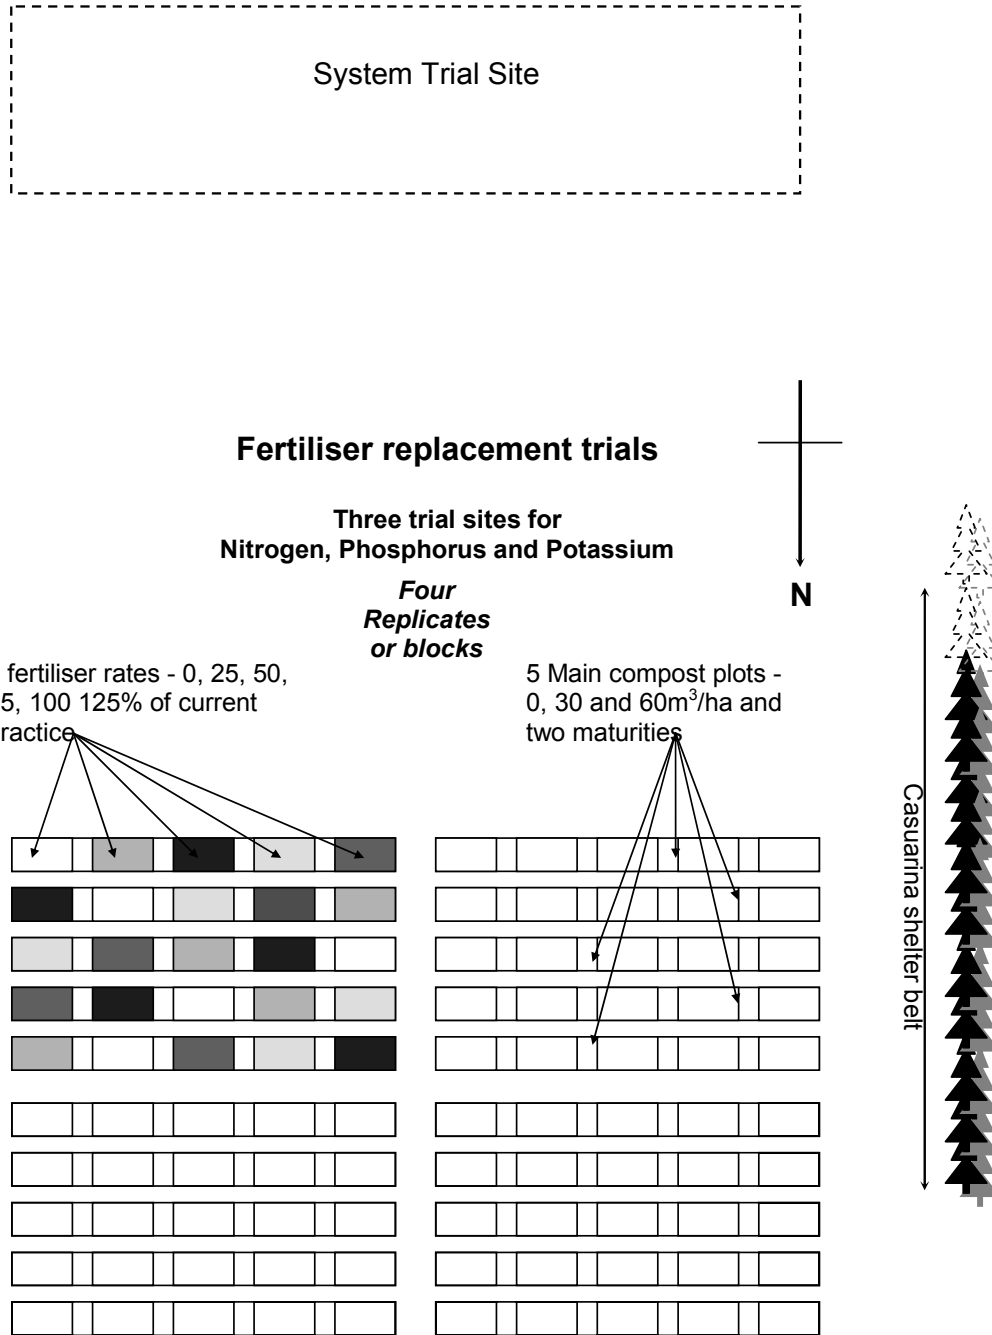 System Trial Site
Fertiliser replacement trials
Three trial sites for
Nitrogen, Phosphorus and Potassium
N
Four
Replicates
or blocks
fertiliser rates - 0, 25, 50,
5, 100 125% of current
ractice
5 Main compost plots -
0, 30 and 60m³/ha and
two maturities
Casuarina shelter belt